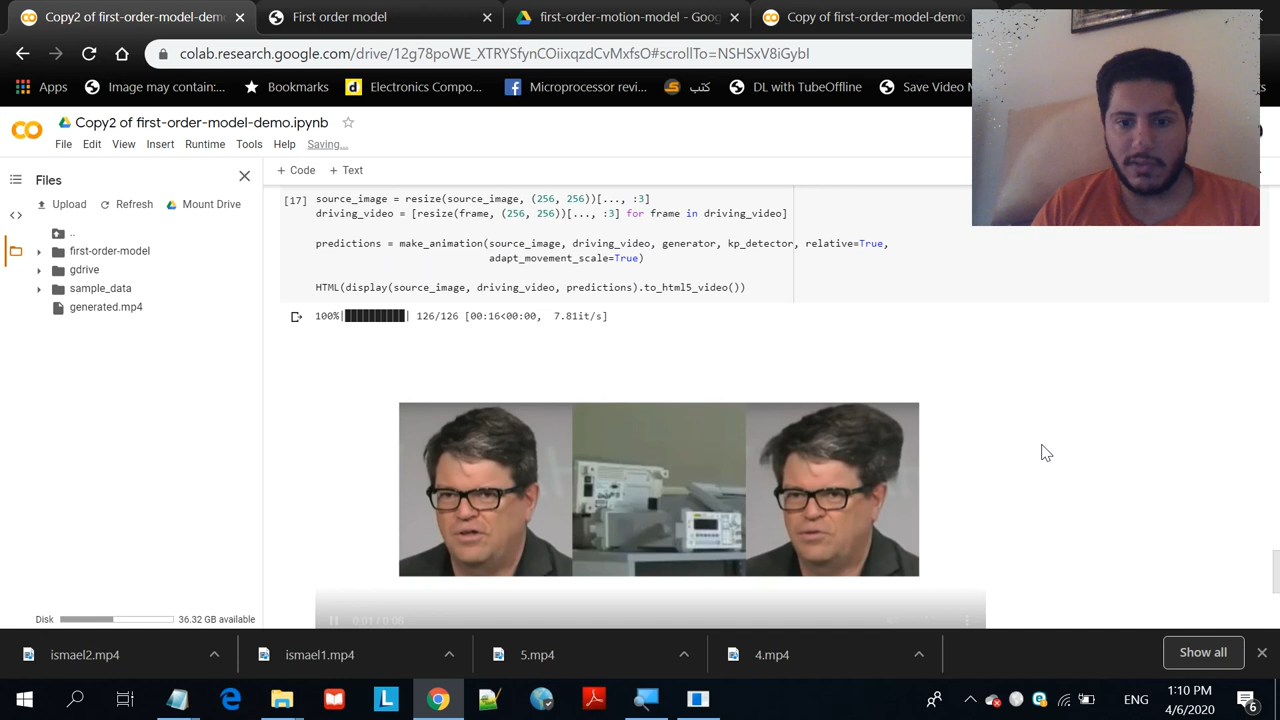 Copy2 of first-order-model-demo
First order model
first-order-motion-model - Goog
Copy of first-order-model-demo.
colab.research.google.com/drive/12g78poWE_XTRYSfynCOiixqzdCvMxfsO#scrollTo=NSHSxV8iGybI
Apps
Image may contain:...
Bookmarks
Electronics Compo...
Microprocessor revi...
كتب
DL with TubeOffline
Save Video M
Copy2 of first-order-model-demo.ipynb
File Edit View Insert Runtime Tools Help Saving...
Files
+ Code + Text
Upload Refresh Mount Drive
..
first-order-model
gdrive
sample_data
generated.mp4
[17] source_image = resize(source_image, (256, 256))[..., :3]
driving_video = [resize(frame, (256, 256))[..., :3] for frame in driving_video]
predictions = make_animation(source_image, driving_video, generator, kp_detector, relative=True,
adapt_movement_scale=True)
HTML(display(source_image, driving_video, predictions).to_html5_video())
100%| 126/126 [00:16<00:00, 7.81it/s]
0:01 / 0:06
Disk 36.32 GB available
ismael2.mp4
ismael1.mp4
5.mp4
4.mp4
Show all
ENG
1:10 PM
4/6/2020
6